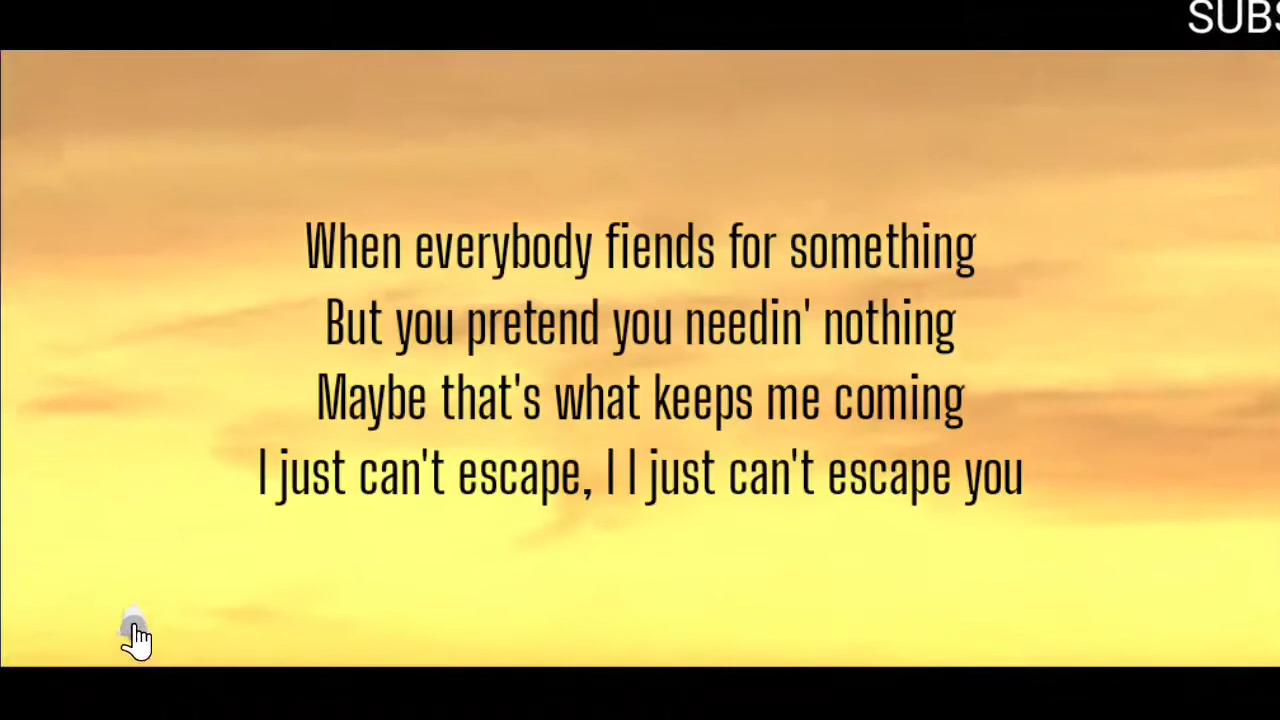 SUBS
When everybody fiends for something
But you pretend you needin' nothing
Maybe that's what keeps me coming
I just can't escape, I I just can't escape you